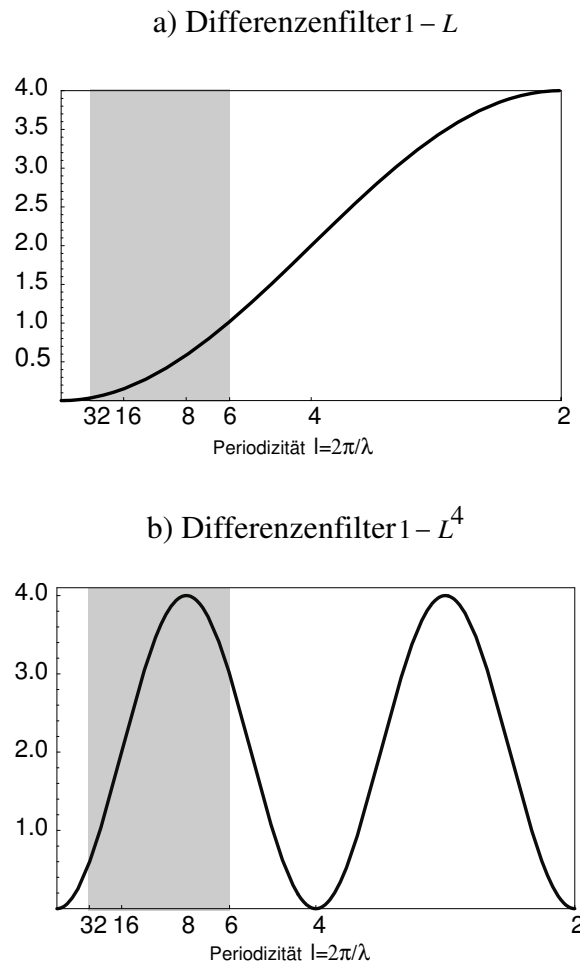 a) Differenzenfilter 1 – L
4.0
3.5
3.0
2.5
2.0
1.5
1.0
0.5
32 16 8 6 4 2
Periodizität l=2π/λ
b) Differenzenfilter 1 – L⁴
4.0
3.0
2.0
1.0
32 16 8 6 4 2
Periodizität l=2π/λ